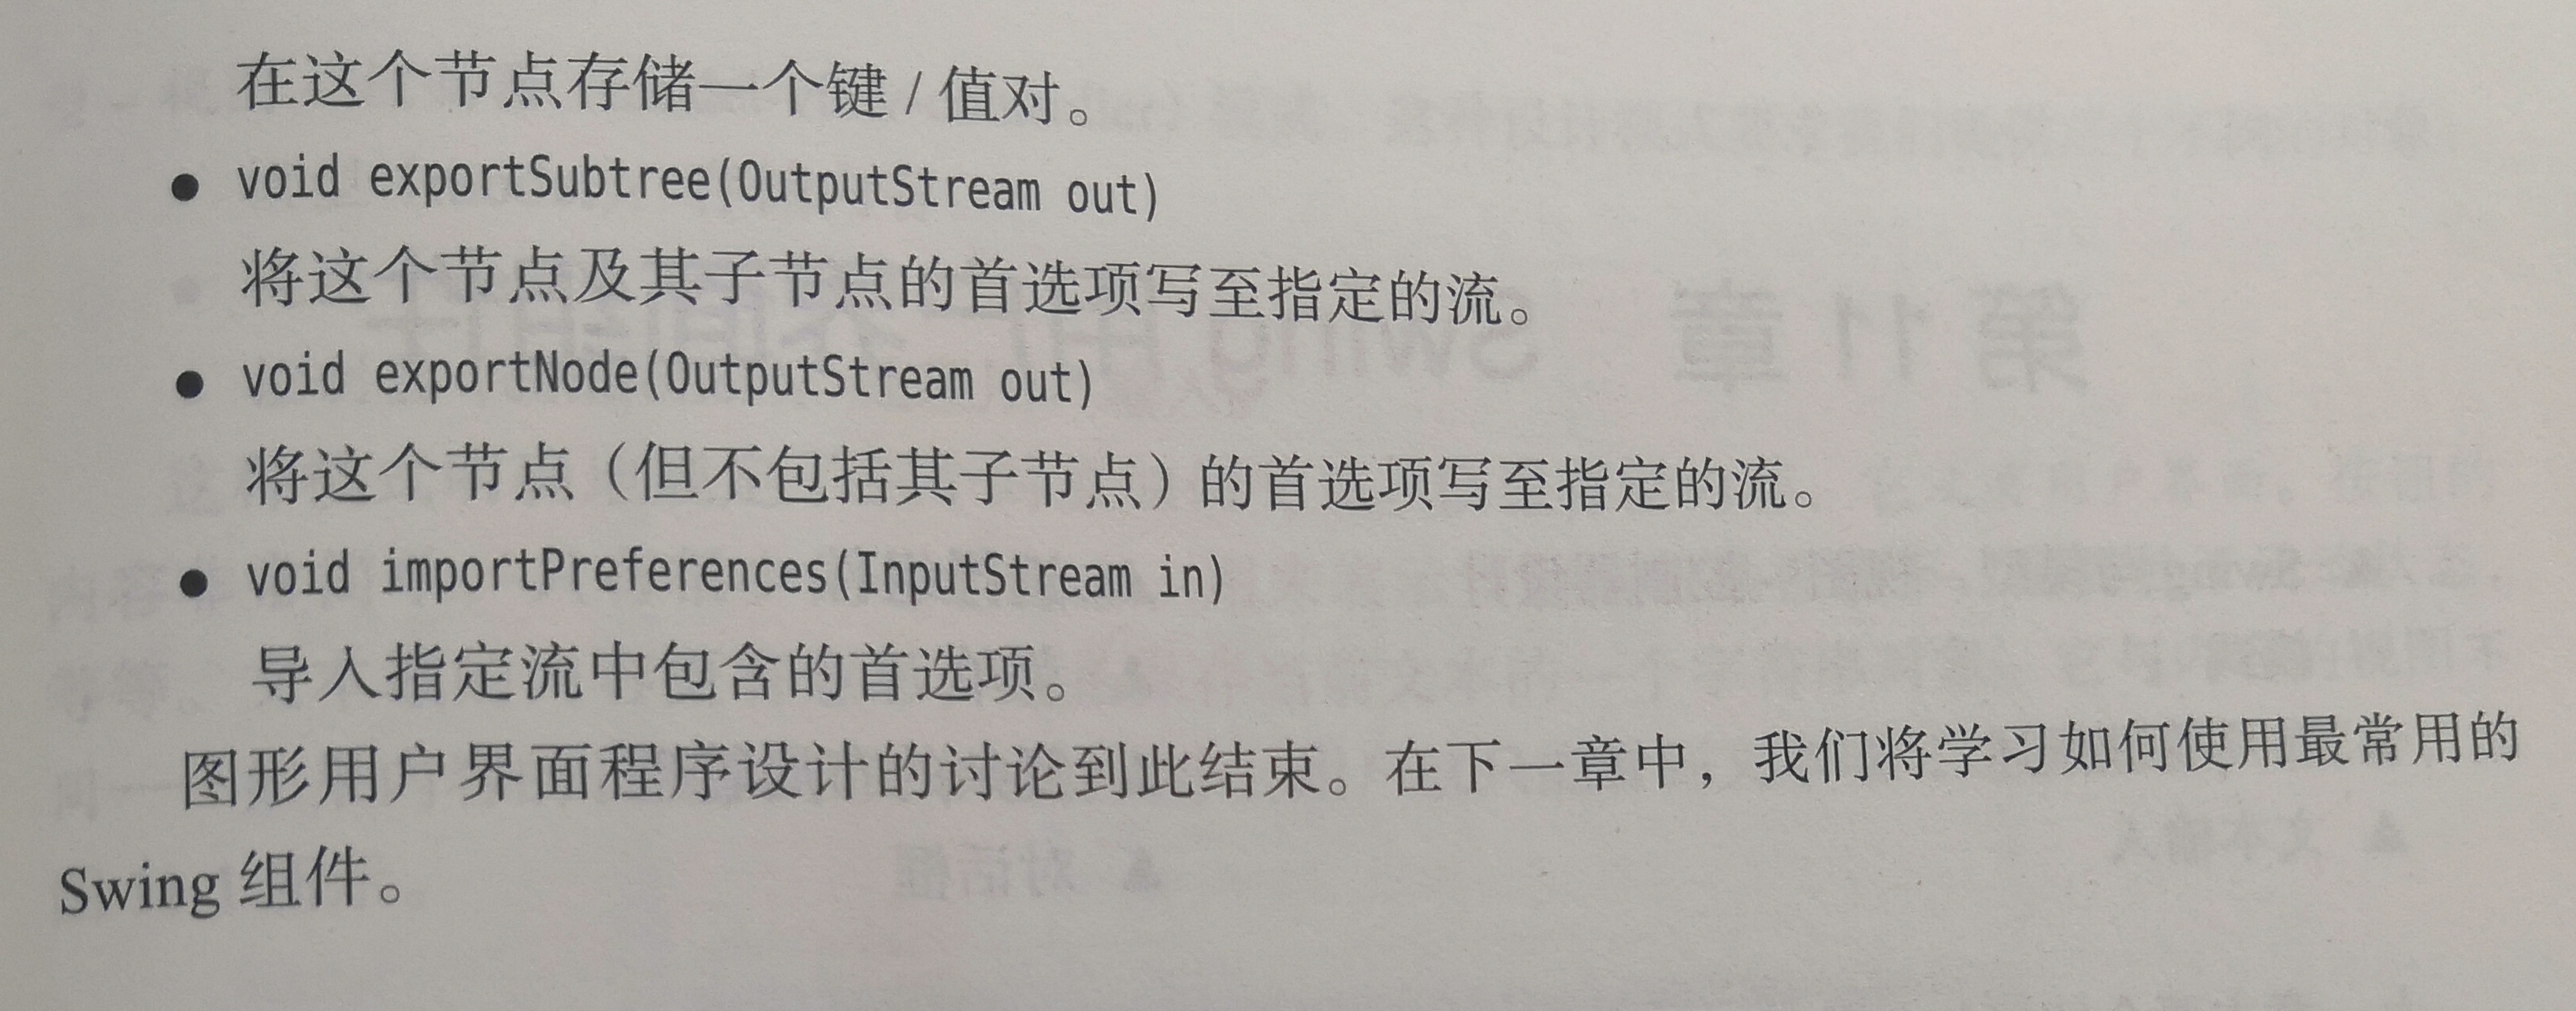 在这个节点存储一个键 / 值对。
● void exportSubtree(OutputStream out)
将这个节点及其子节点的首选项写至指定的流。
● void exportNode(OutputStream out)
将这个节点（但不包括其子节点）的首选项写至指定的流。
● void importPreferences(InputStream in)
导入指定流中包含的首选项。
图形用户界面程序设计的讨论到此结束。在下一章中，我们将学习如何使用最常用的
Swing 组件。